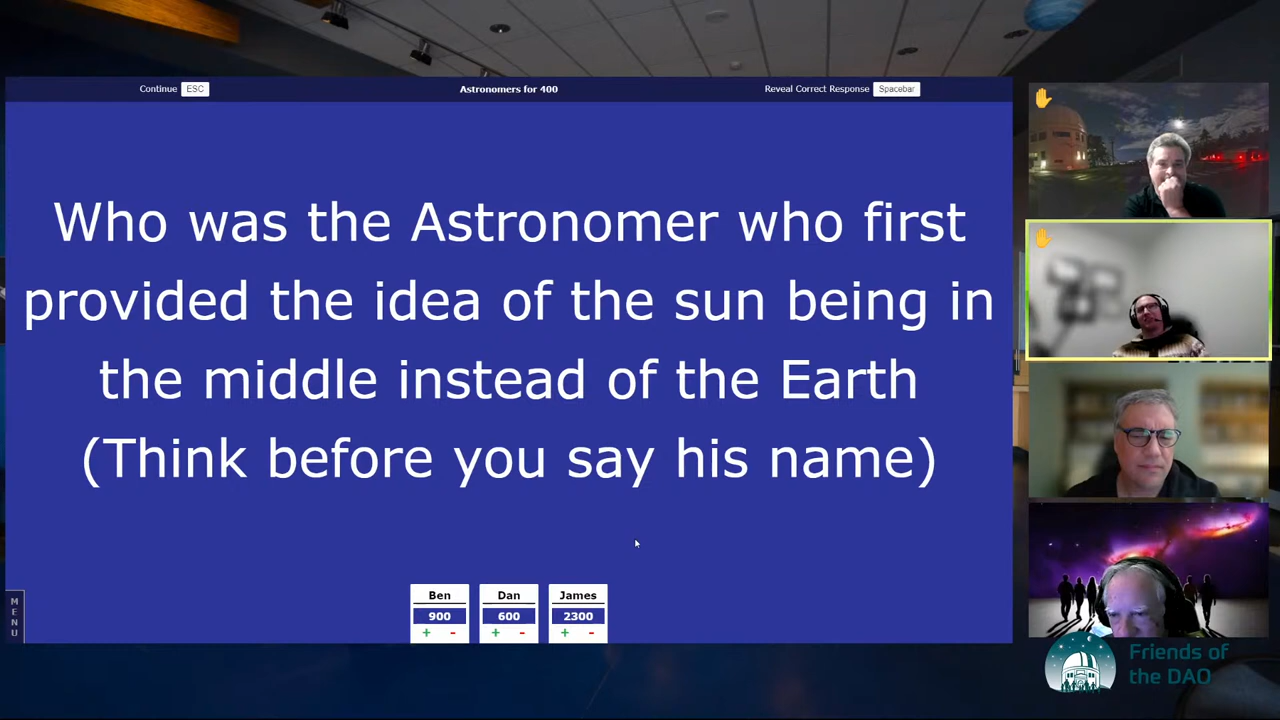 Continue ESC
Astronomers for 400
Reveal Correct Response Spacebar
Who was the Astronomer who first
provided the idea of the sun being in
the middle instead of the Earth
(Think before you say his name)
MENU
Ben Dan James
900 600 2300
+ - + - + -
Friends of
the DAO